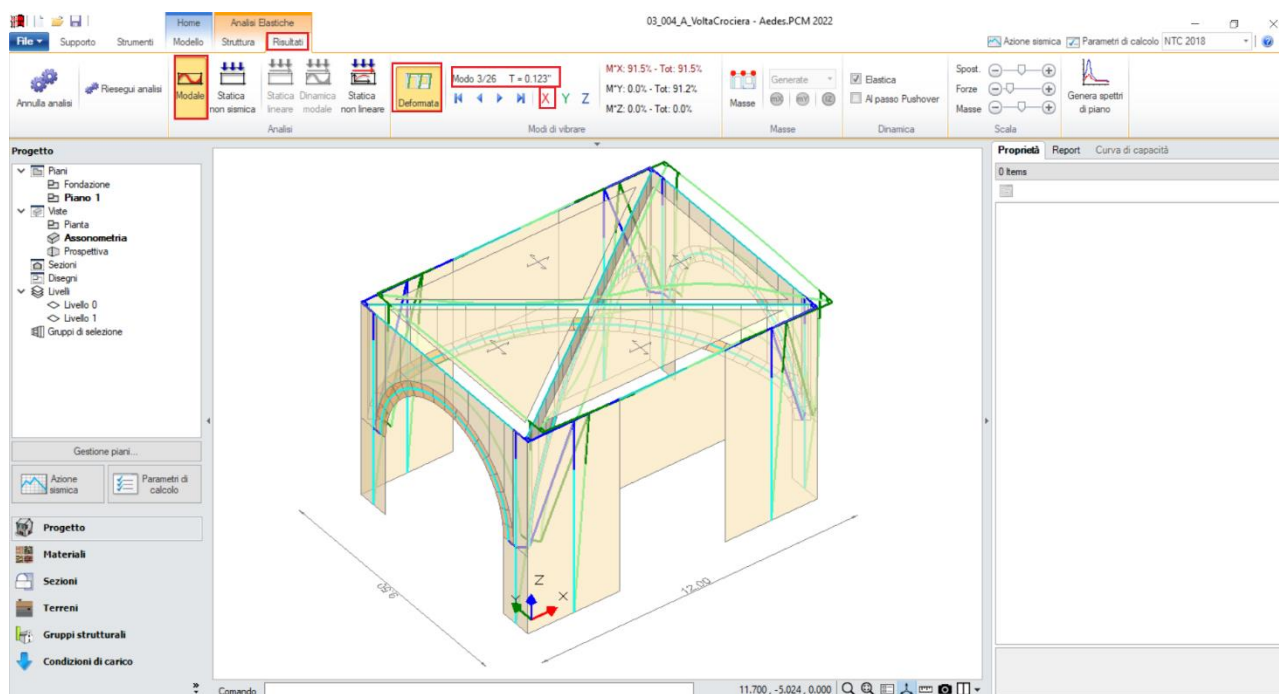 03_004_A_VoltaCrociera - Aedes.PCM 2022
Home
Analisi Elastiche
File
Supporto
Strumenti
Modello
Struttura
Risultati
Azione sismica
Parametri di calcolo
NTC 2018
Annulla analisi
Riesegui analisi
Modale
Statica non sismica
Statica lineare
Dinamica modale
Statica non lineare
Analisi
Deformata
Modo 3/26 T = 0.123"
X Y Z
M*X: 91.5% - Tot: 91.5%
M*Y: 0.0% - Tot: 91.2%
M*Z: 0.0% - Tot: 0.0%
Modi di vibrare
Masse
Generate
mX mY IZ
Masse
Elastica
Al passo Pushover
Dinamica
Spost.
Forze
Masse
Scala
Genera spettri di piano
Progetto
Piani
Fondazione
Piano 1
Viste
Pianta
Assonometria
Prospettiva
Sezioni
Disegni
Livelli
Livello 0
Livello 1
Gruppi di selezione
Gestione piani...
Azione sismica
Parametri di calcolo
Progetto
Materiali
Sezioni
Terreni
Gruppi strutturali
Condizioni di carico
Z
Y
X
12.00
Comando
11.700 , -5.024 , 0.000
Proprietà
Report
Curva di capacità
0 Items